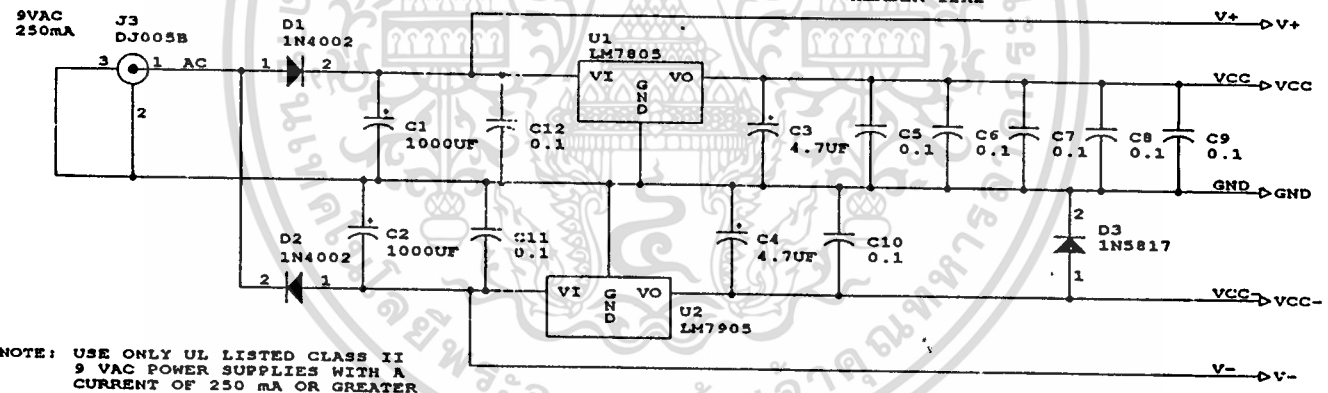 9VAC
250mA
J3
DJ005B
3
1
AC
2
D1
1N4002
1
2
C1
1000UF
C12
0.1
U1
LM7805
VI
VO
GND
C3
4.7UF
C5
0.1
C6
0.1
C7
0.1
C8
0.1
C9
0.1
V+
V+
VCC
VCC
GND
GND
D2
1N4002
2
1
C2
1000UF
C11
0.1
VI
VO
GND
U2
LM7905
C4
4.7UF
C10
0.1
2
D3
1N5817
1
VCC-
VCC-
V-
V-
NOTE: USE ONLY UL LISTED CLASS II
9 VAC POWER SUPPLIES WITH A
CURRENT OF 250 mA OR GREATER